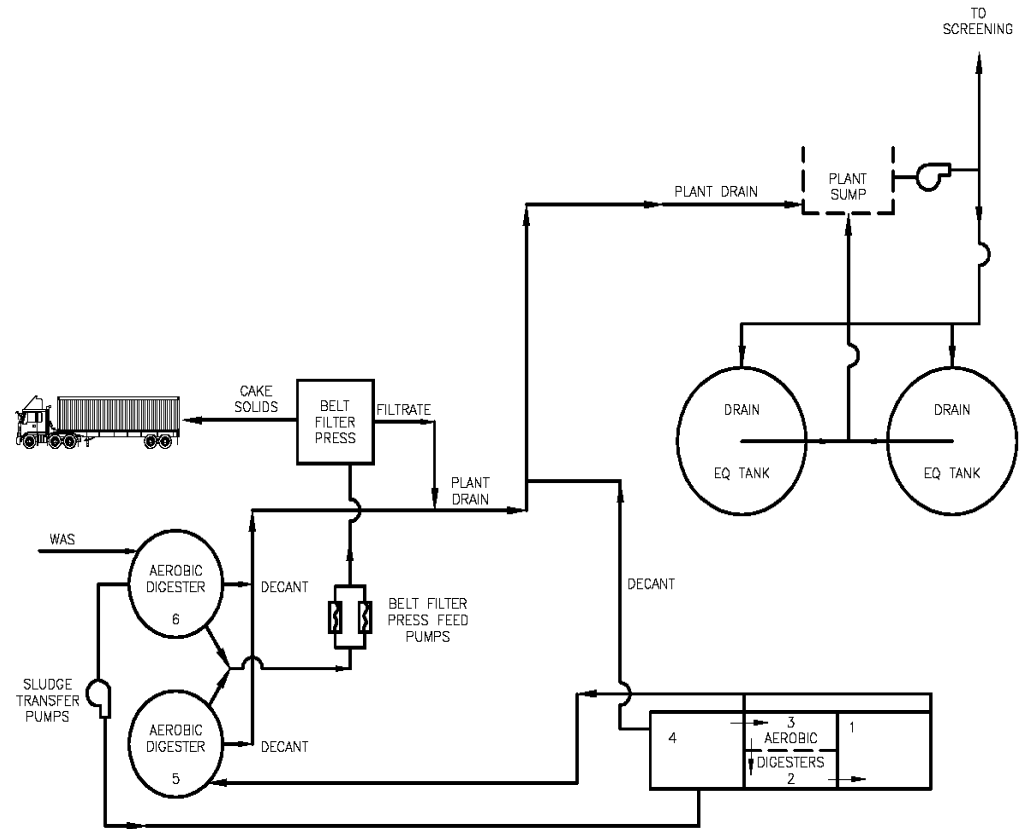 TO
SCREENING
PLANT DRAIN
PLANT
SUMP
CAKE
SOLIDS
BELT
FILTER
PRESS
FILTRATE
DRAIN
EQ TANK
DRAIN
EQ TANK
PLANT
DRAIN
WAS
AEROBIC
DIGESTER
6
DECANT
BELT FILTER
PRESS FEED
PUMPS
DECANT
SLUDGE
TRANSFER
PUMPS
AEROBIC
DIGESTER
5
DECANT
4
3
AEROBIC
DIGESTERS
2
1